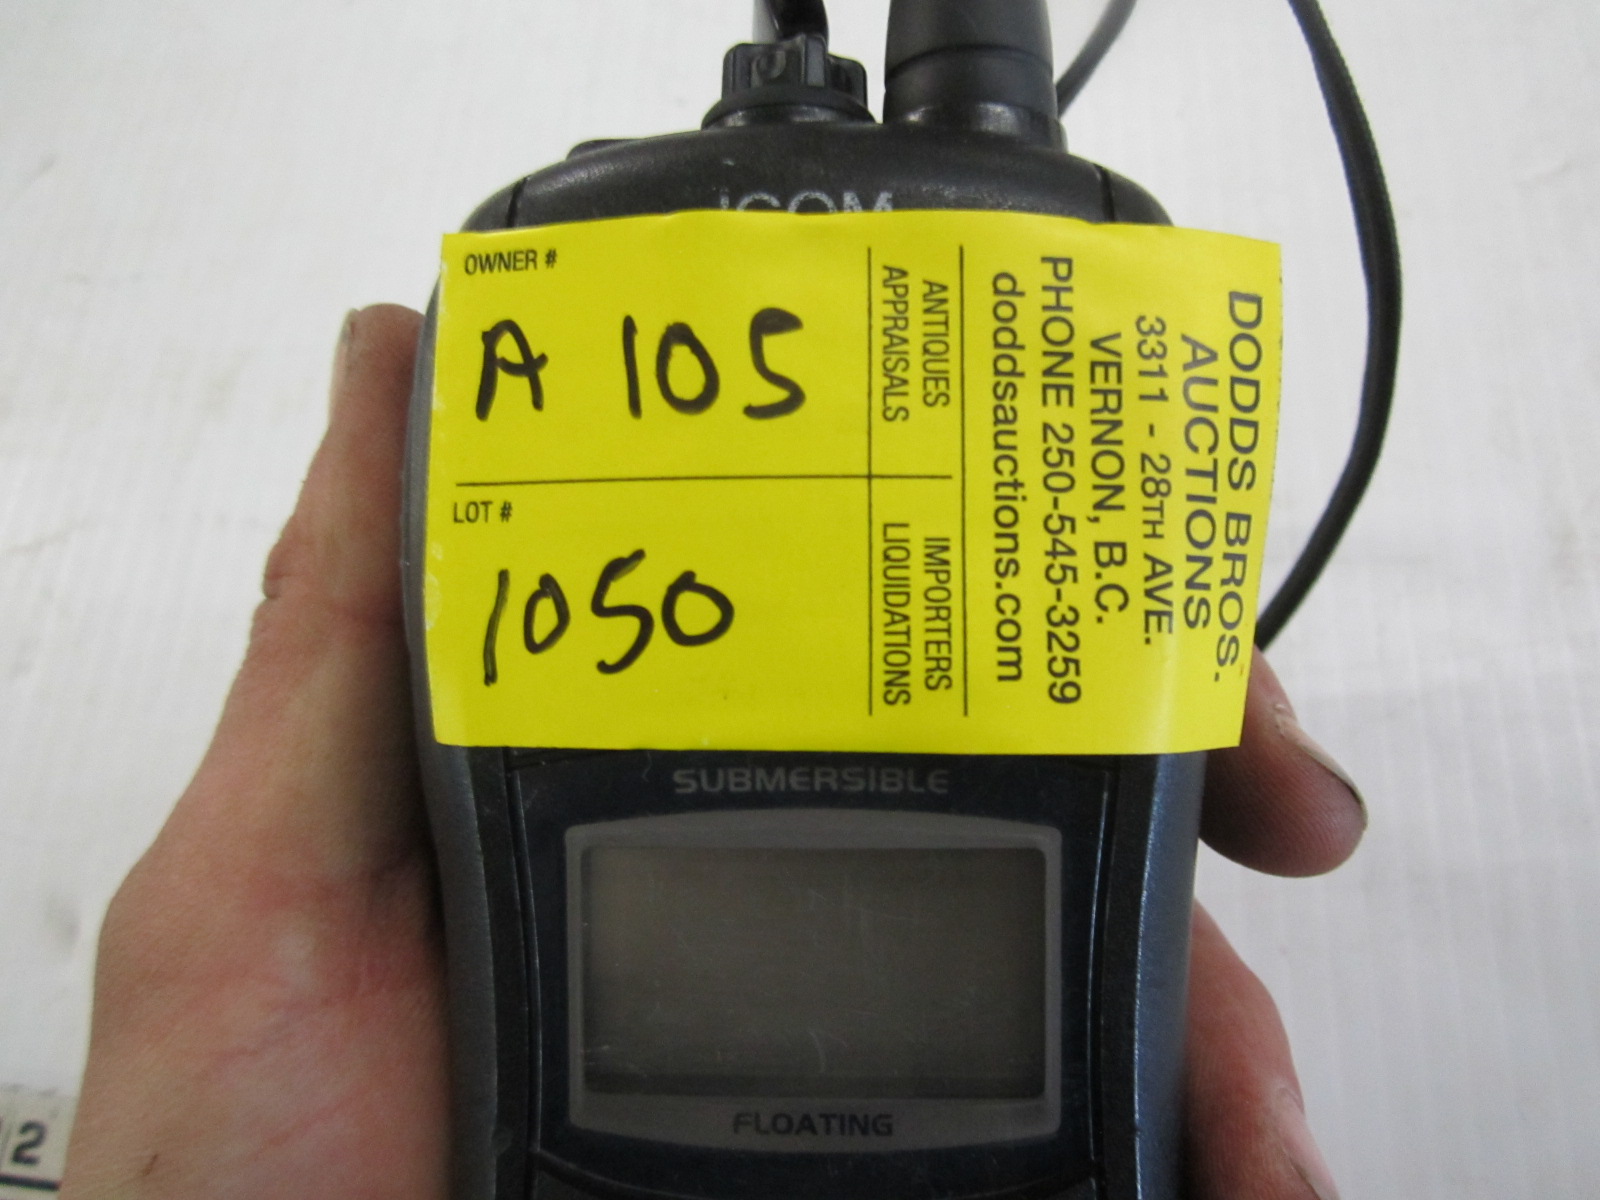 ICOM
OWNER #
A 105
LOT #
1050
ANTIQUES
APPRAISALS
IMPORTERS
LIQUIDATIONS
DODDS BROS.
AUCTIONS
3311 - 28TH AVE.
VERNON, B.C.
PHONE 250-545-3259
doddsauctions.com
SUBMERSIBLE
FLOATING
2